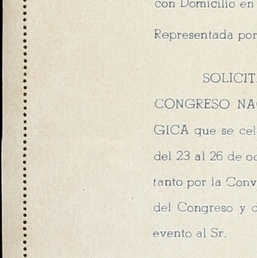 con Domicilio en
Representada por
SOLICIT
CONGRESO NA
GICA que se cel
del 23 al 26 de oc
tanto por la Conv
del Congreso y
evento al Sr.